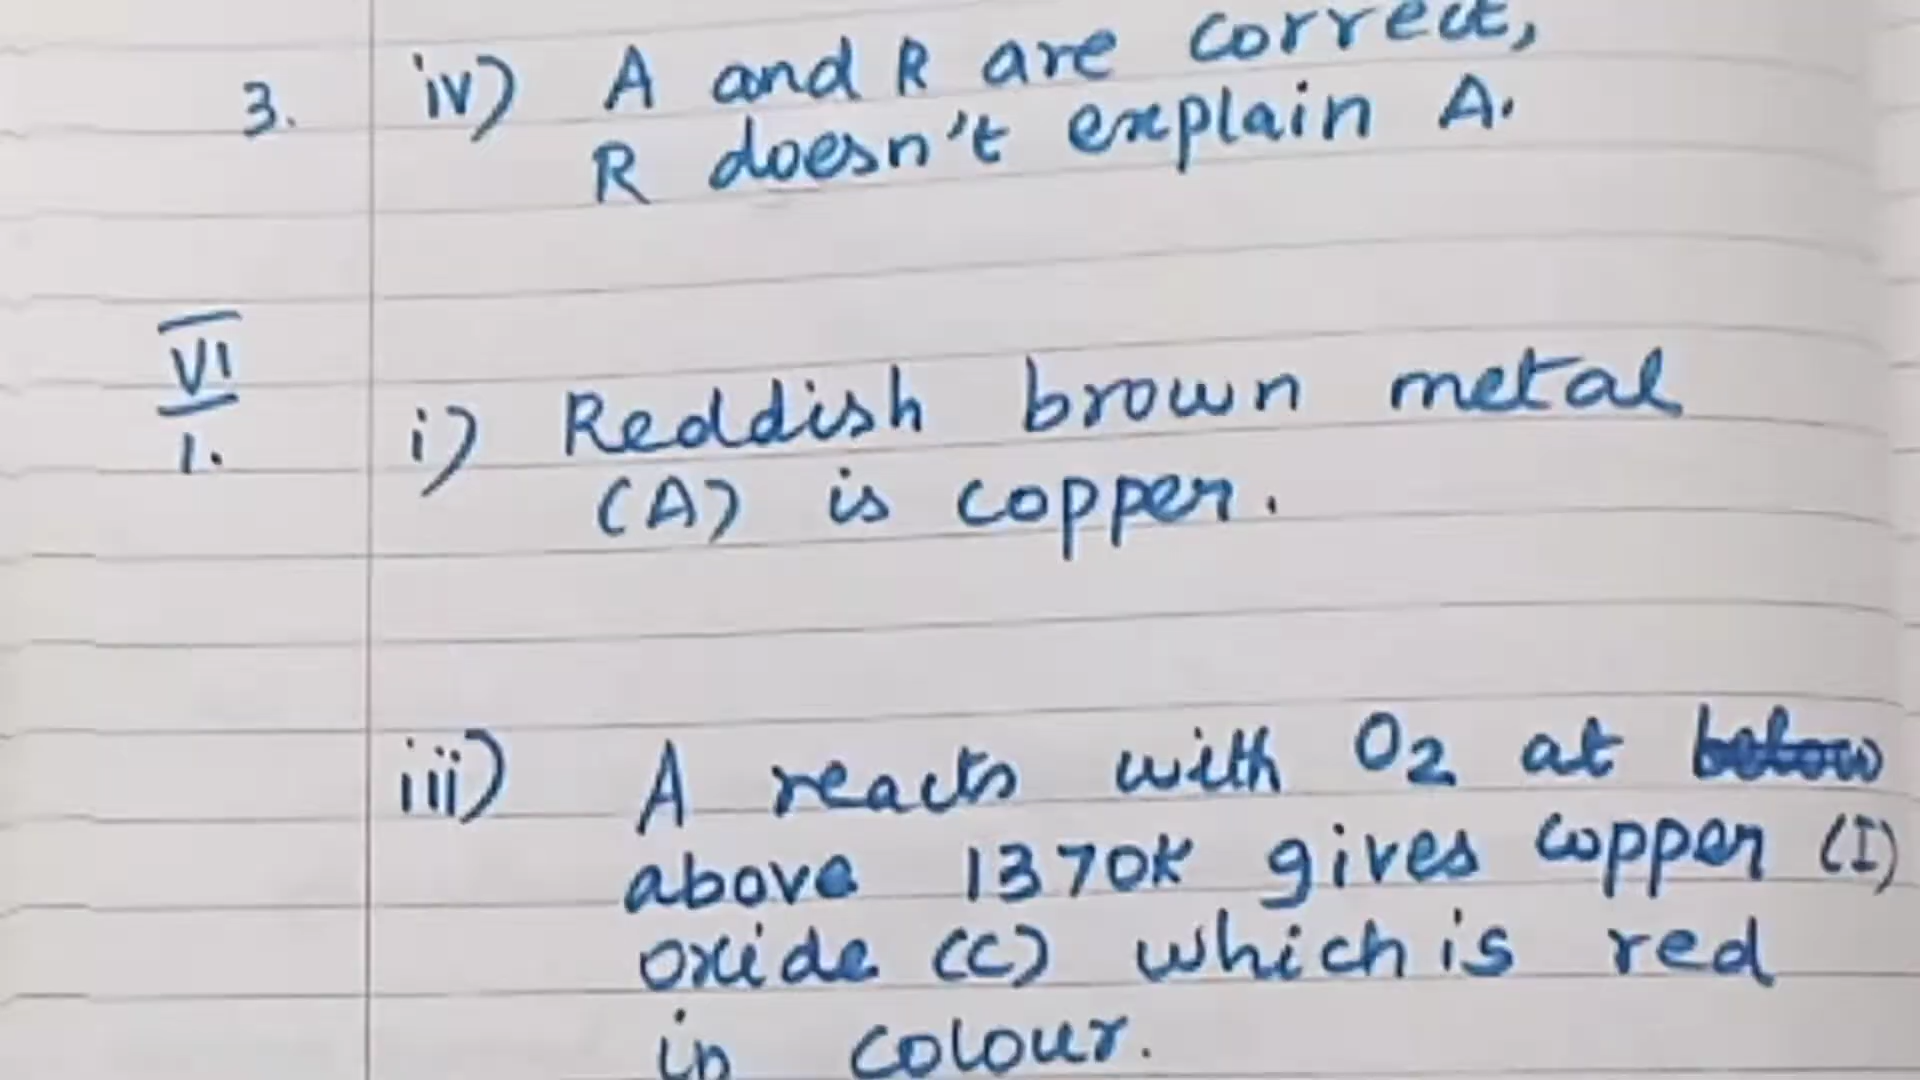 3. iv) A and R are correct,
R doesn't explain A.
VI
1. i) Reddish brown metal
(A) is copper.
iii) A reacts with O2 at below
above 1370K gives copper (I)
oxide (C) which is red
in colour.